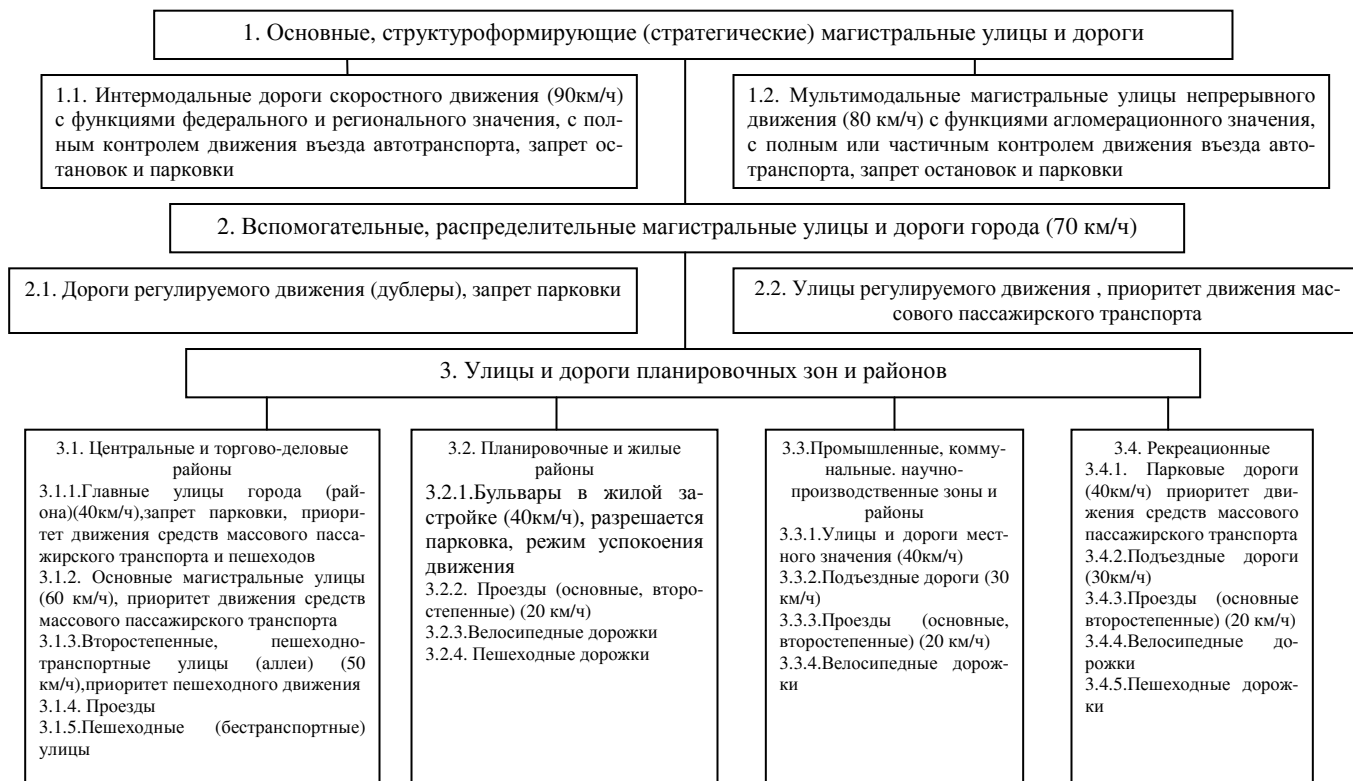 1. Основные, структуроформирующие (стратегические) магистральные улицы и дороги
1.1. Интермодальные дороги скоростного движения (90км/ч)
с функциями федерального и регионального значения, с пол-
ным контролем движения въезда автотранспорта, запрет ос-
тановок и парковки
1.2. Мультимодальные магистральные улицы непрерывного
движения (80 км/ч) с функциями агломерационного значения,
с полным или частичным контролем движения въезда авто-
транспорта, запрет остановок и парковки
2. Вспомогательные, распределительные магистральные улицы и дороги города (70 км/ч)
2.1. Дороги регулируемого движения (дублеры), запрет парковки
2.2. Улицы регулируемого движения , приоритет движения мас-
сового пассажирского транспорта
3. Улицы и дороги планировочных зон и районов
3.1. Центральные и торгово-деловые
районы
3.1.1.Главные улицы города (рай-
она)(40км/ч),запрет парковки, приори-
тет движения средств массового пасса-
жирского транспорта и пешеходов
3.1.2. Основные магистральные улицы
(60 км/ч), приоритет движения средств
массового пассажирского транспорта
3.1.3.Второстепенные, пешеходно-
транспортные улицы (аллеи) (50
км/ч),приоритет пешеходного движения
3.1.4. Проезды
3.1.5.Пешеходные (бестранспортные)
улицы
3.2. Планировочные и жилые
районы
3.2.1.Бульвары в жилой за-
стройке (40км/ч), разрешается
парковка, режим успокоения
движения
3.2.2. Проезды (основные, второ-
степенные) (20 км/ч)
3.2.3.Велосипедные дорожки
3.2.4. Пешеходные дорожки
3.3.Промышленные, комму-
нальные. научно-
производственные зоны и
районы
3.3.1.Улицы и дороги мест-
ного значения (40км/ч)
3.3.2.Подъездные дороги (30
км/ч)
3.3.3.Проезды (основные,
второстепенные) (20 км/ч)
3.3.4.Велосипедные дорож-
ки
3.4. Рекреационные
3.4.1. Парковые дороги
(40км/ч) приоритет дви-
жения средств массового
пассажирского транспорта
3.4.2.Подъездные дороги
(30км/ч)
3.4.3.Проезды (основные
второстепенные) (20 км/ч)
3.4.4.Велосипедные до-
рожки
3.4.5.Пешеходные дорож-
ки